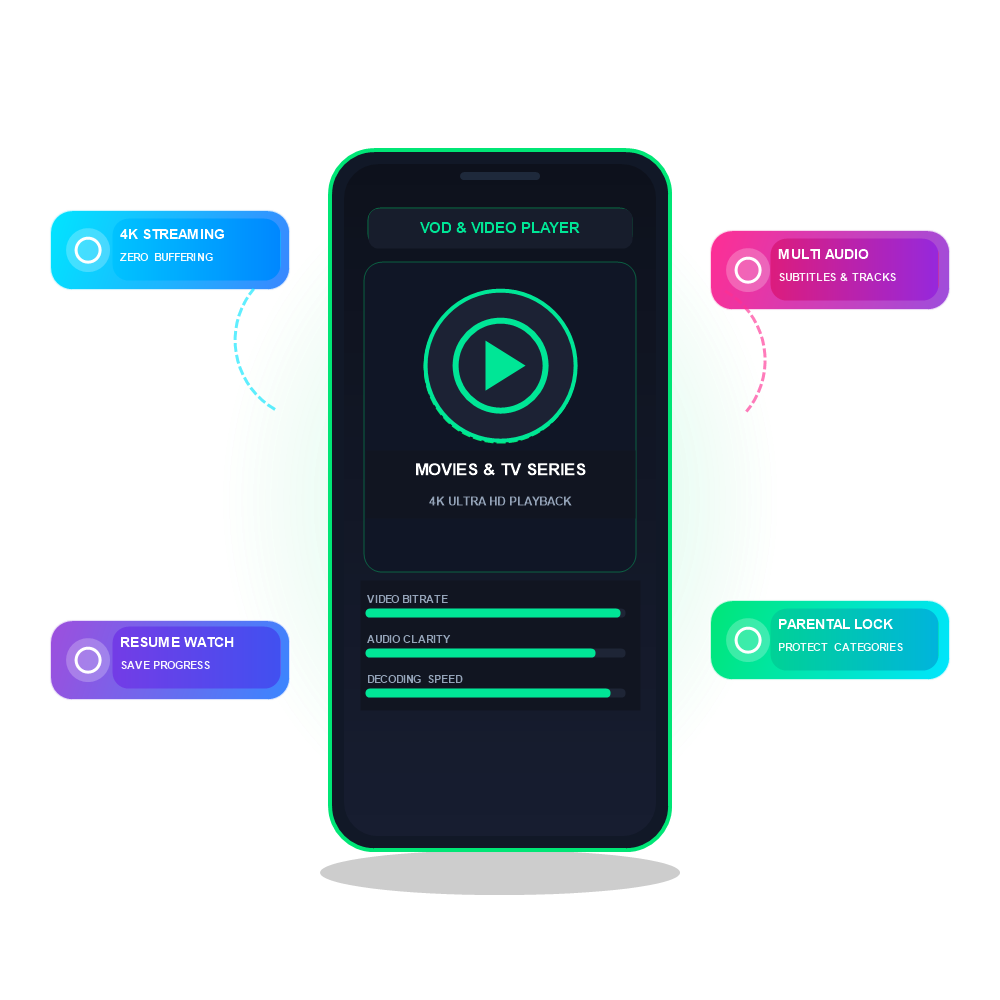 VOD & VIDEO PLAYER
4K STREAMING
ZERO BUFFERING
MULTI AUDIO
SUBTITLES & TRACKS
MOVIES & TV SERIES
4K ULTRA HD PLAYBACK
VIDEO BITRATE
AUDIO CLARITY
DECODING SPEED
RESUME WATCH
SAVE PROGRESS
PARENTAL LOCK
PROTECT CATEGORIES